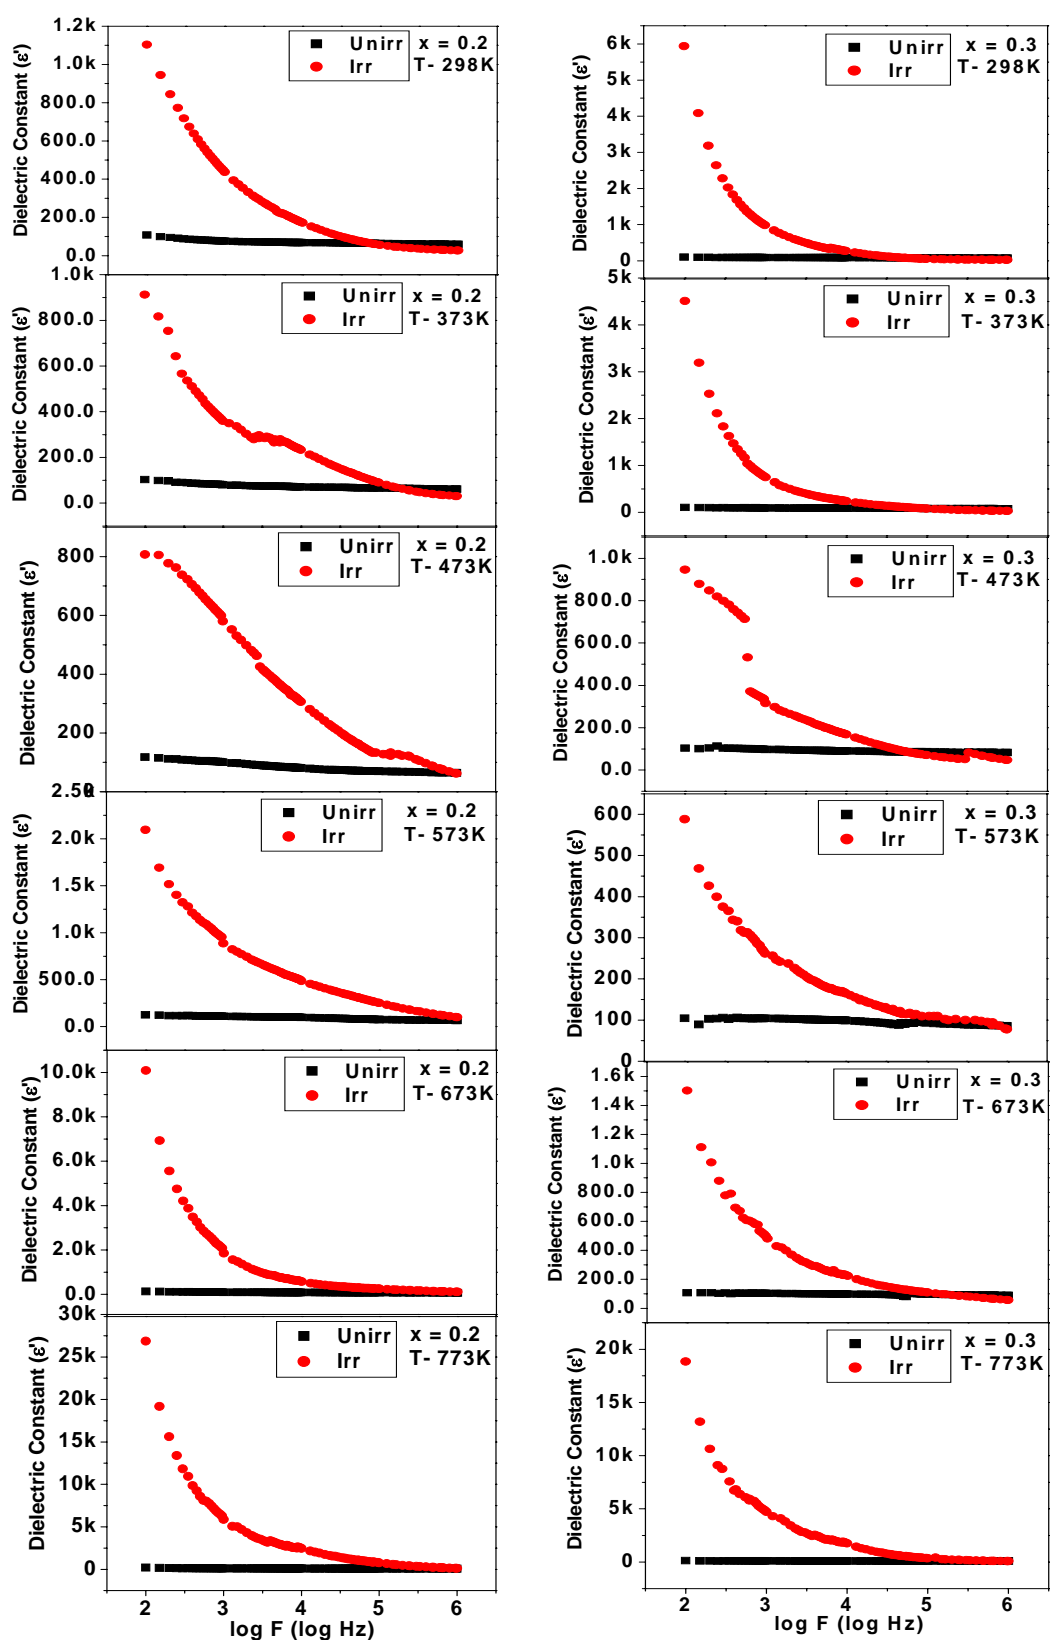 Dielectric Constant (ε')
1.2k
1.0k
800.0
600.0
400.0
200.0
0.0
Unirr
Irr
x = 0.2
T- 298K
Dielectric Constant (ε')
1.0k
800.0
600.0
400.0
200.0
0.0
Unirr
Irr
x = 0.2
T- 373K
Dielectric Constant (ε')
800
600
400
200
0
Unirr
Irr
x = 0.2
T- 473K
Dielectric Constant (ε')
2.5k
2.0k
1.5k
1.0k
500.0
0.0
Unirr
Irr
x = 0.2
T- 573K
Dielectric Constant (ε')
10.0k
8.0k
6.0k
4.0k
2.0k
0.0
Unirr
Irr
x = 0.2
T- 673K
Dielectric Constant (ε')
30k
25k
20k
15k
10k
5k
0
Unirr
Irr
x = 0.2
T- 773K
2 3 4 5 6
log F (log Hz)
Dielectric Constant (ε')
6k
5k
4k
3k
2k
1k
0
Unirr
Irr
x = 0.3
T- 298K
Dielectric Constant (ε')
5k
4k
3k
2k
1k
0
Unirr
Irr
x = 0.3
T- 373K
Dielectric Constant (ε')
1.0k
800.0
600.0
400.0
200.0
0.0
Unirr
Irr
x = 0.3
T- 473K
Dielectric Constant (ε')
600
500
400
300
200
100
0
Unirr
Irr
x = 0.3
T- 573K
Dielectric Constant (ε')
1.6k
1.4k
1.2k
1.0k
800.0
600.0
400.0
200.0
0.0
Unirr
Irr
x = 0.3
T- 673K
Dielectric Constant (ε')
20k
15k
10k
5k
0
Unirr
Irr
x = 0.3
T- 773K
2 3 4 5 6
log F (log Hz)